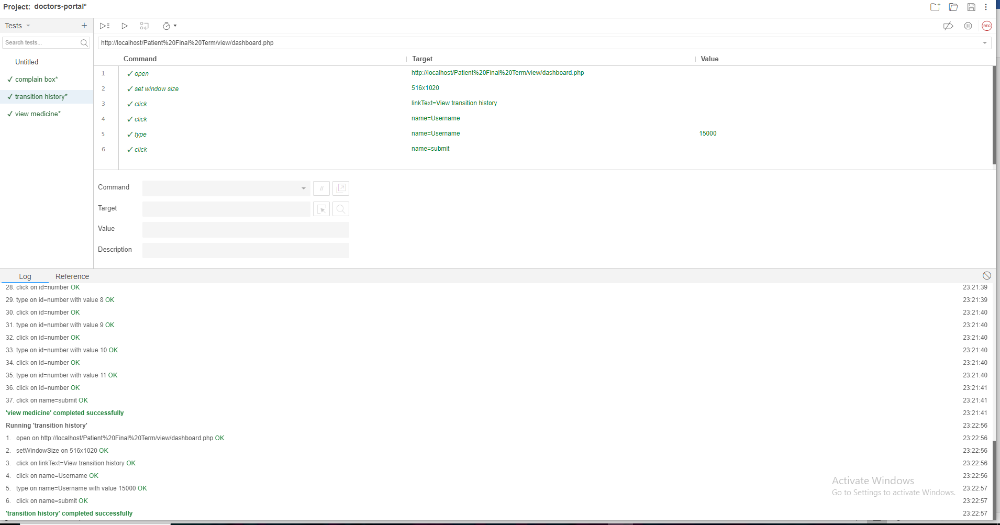 Project: doctors-portal*
Tests
Search tests...
http://localhost/Patient%20Final%20Term/view/dashboard.php
REC
Untitled
✓ complain box*
✓ transition history*
✓ view medicine*
Command Target Value
1 ✓ open http://localhost/Patient%20Final%20Term/view/dashboard.php
2 ✓ set window size 516x1020
3 ✓ click linkText=View transition history
4 ✓ click name=Username
5 ✓ type name=Username 15000
6 ✓ click name=submit
Command //
Target
Value
Description
Log Reference
28. click on id=number OK 23:21:39
29. type on id=number with value 8 OK 23:21:39
30. click on id=number OK 23:21:40
31. type on id=number with value 9 OK 23:21:40
32. click on id=number OK 23:21:40
33. type on id=number with value 10 OK 23:21:40
34. click on id=number OK 23:21:40
35. type on id=number with value 11 OK 23:21:40
36. click on id=number OK 23:21:41
37. click on name=submit OK 23:21:41
'view medicine' completed successfully 23:21:41
Running 'transition history' 23:22:56
1. open on http://localhost/Patient%20Final%20Term/view/dashboard.php OK 23:22:56
2. setWindowSize on 516x1020 OK 23:22:56
3. click on linkText=View transition history OK 23:22:56
4. click on name=Username OK 23:22:56
5. type on name=Username with value 15000 OK 23:22:57
6. click on name=submit OK 23:22:57
'transition history' completed successfully 23:22:57
Activate Windows
Go to Settings to activate Windows.